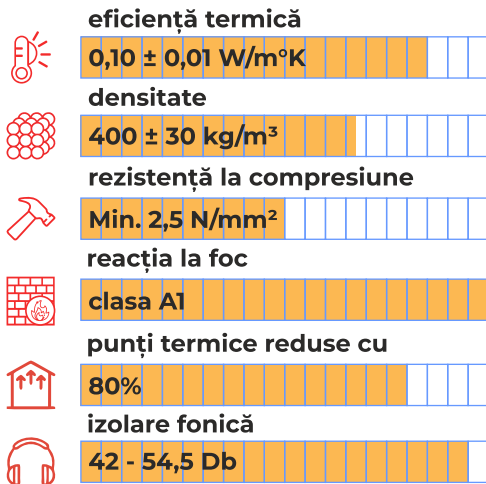 eficiență termică
0,10 ± 0,01 W/m°K
densitate
400 ± 30 kg/m³
rezistență la compresiune
Min. 2,5 N/mm²
reacția la foc
clasa A1
punți termice reduse cu
80%
izolare fonică
42 - 54,5 Db